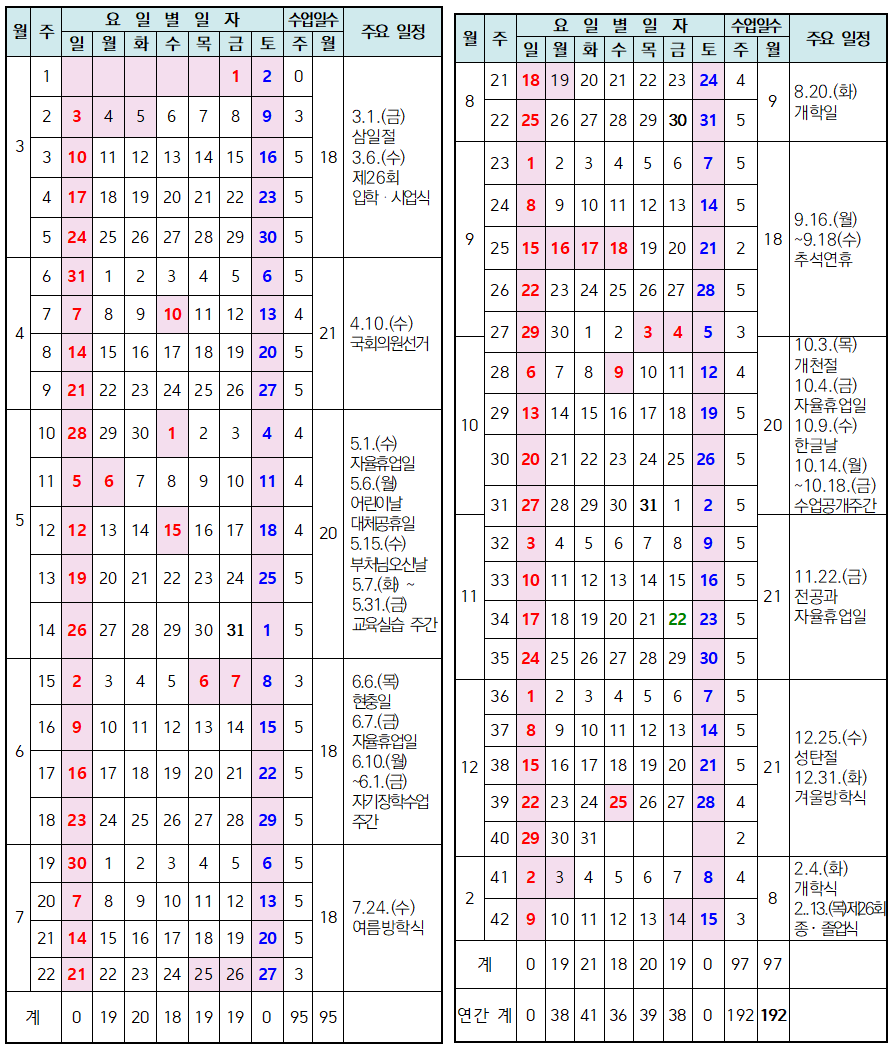 월 주 요 일 별 일 자 수업일수 주요 일정
일 월 화 수 목 금 토 주 월
3 1 1 2 0 18 3.1.(금)
삼일절
3.6.(수)
제26회
입학·시업식
2 3 4 5 6 7 8 9 3
3 10 11 12 13 14 15 16 5
4 17 18 19 20 21 22 23 5
5 24 25 26 27 28 29 30 5
4 6 31 1 2 3 4 5 6 5 21 4.10.(수)
국회의원선거
7 7 8 9 10 11 12 13 4
8 14 15 16 17 18 19 20 5
9 21 22 23 24 25 26 27 5
5 10 28 29 30 1 2 3 4 4 20 5.1.(수)
자율휴업일
5.6.(월)
어린이날
대체공휴일
5.15.(수)
부처님오신날
5.7.(화) ~
5.31.(금)
교육실습 주간
11 5 6 7 8 9 10 11 4
12 12 13 14 15 16 17 18 4
13 19 20 21 22 23 24 25 5
14 26 27 28 29 30 31 1 5
6 15 2 3 4 5 6 7 8 3 18 6.6.(목)
현충일
6.7.(금)
자율휴업일
6.10.(월)
~6.1.(금)
자기장학수업
주간
16 9 10 11 12 13 14 15 5
17 16 17 18 19 20 21 22 5
18 23 24 25 26 27 28 29 5
7 19 30 1 2 3 4 5 6 5 18 7.24.(수)
여름방학식
20 7 8 9 10 11 12 13 5
21 14 15 16 17 18 19 20 5
22 21 22 23 24 25 26 27 3
계 0 19 20 18 19 19 0 95 95
월 주 요 일 별 일 자 수업일수 주요 일정
일 월 화 수 목 금 토 주 월
8 21 18 19 20 21 22 23 24 4 9 8.20.(화)
개학일
22 25 26 27 28 29 30 31 5
9 23 1 2 3 4 5 6 7 5 18 9.16.(월)
~9.18(수)
추석연휴
24 8 9 10 11 12 13 14 5
25 15 16 17 18 19 20 21 2
26 22 23 24 25 26 27 28 5
27 29 30 1 2 3 4 5 3
10 20 10.3.(목)
개천절
10.4.(금)
자율휴업일
10.9.(수)
한글날
10.14.(월)
~10.18.(금)
수업공개주간
28 6 7 8 9 10 11 12 4
29 13 14 15 16 17 18 19 5
30 20 21 22 23 24 25 26 5
31 27 28 29 30 31 1 2 5
11 32 3 4 5 6 7 8 9 5 21 11.22.(금)
전공과
자율휴업일
33 10 11 12 13 14 15 16 5
34 17 18 19 20 21 22 23 5
35 24 25 26 27 28 29 30 5
12 36 1 2 3 4 5 6 7 5 21 12.25.(수)
성탄절
12.31.(화)
겨울방학식
37 8 9 10 11 12 13 14 5
38 15 16 17 18 19 20 21 5
39 22 23 24 25 26 27 28 4
40 29 30 31 2
2 41 2 3 4 5 6 7 8 4 8 2.4.(화)
개학식
2..13.(목)제26회
종· 졸업식
42 9 10 11 12 13 14 15 3
계 0 19 21 18 20 19 0 97 97
연간 계 0 38 41 36 39 38 0 192 192